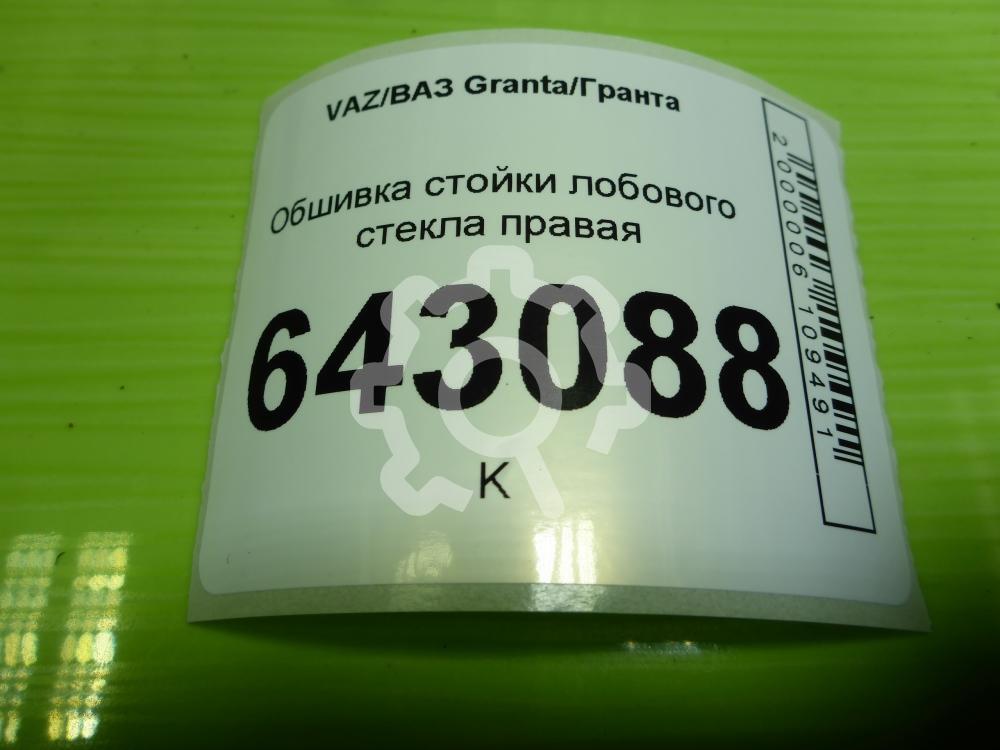 VAZ/ВАЗ Granta/Гранта
Обшивка стойки лобового
стекла правая
643088
К
2000006109491